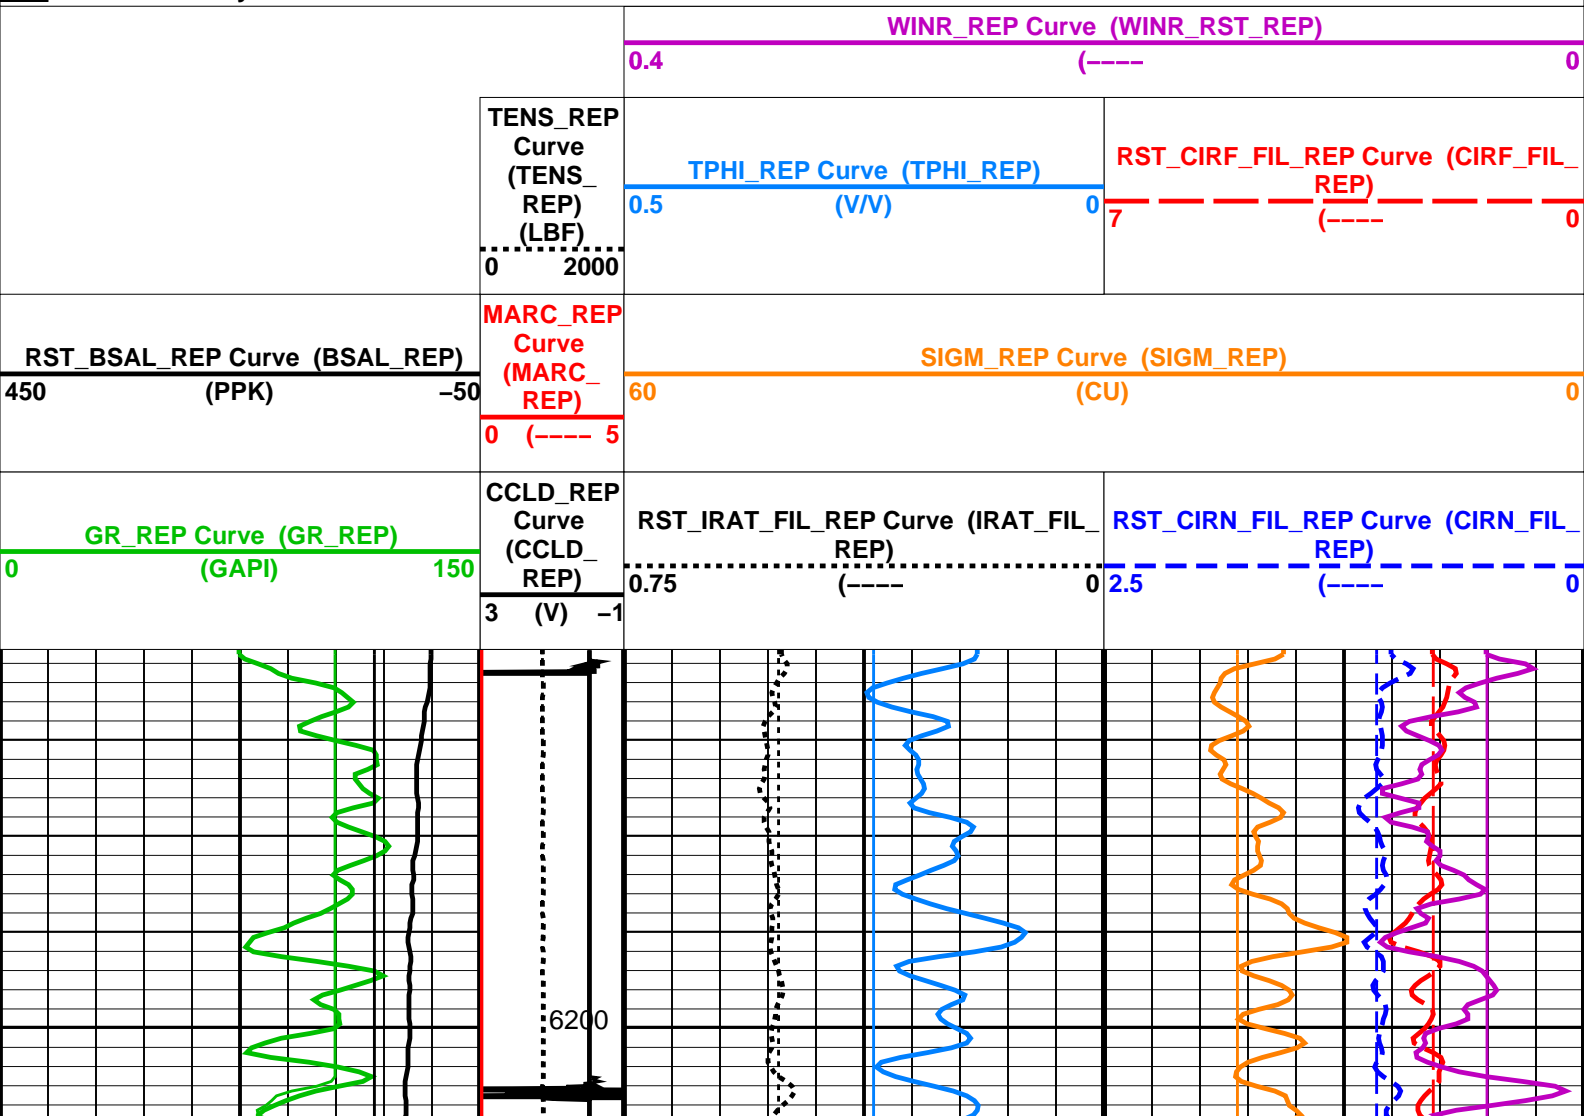 WINR_REP Curve (WINR_RST_REP)
0.4 (---- 0
TENS_REP
Curve
(TENS_
REP)
(LBF)
0 2000
TPHI_REP Curve (TPHI_REP)
0.5 (V/V) 0
RST_CIRF_FIL_REP Curve (CIRF_FIL_
REP)
7 (---- 0
RST_BSAL_REP Curve (BSAL_REP)
450 (PPK) −50
MARC_REP
Curve
(MARC_
REP)
0 (---- 5
SIGM_REP Curve (SIGM_REP)
60 (CU) 0
GR_REP Curve (GR_REP)
0 (GAPI) 150
CCLD_REP
Curve
(CCLD_
REP)
3 (V) −1
RST_IRAT_FIL_REP Curve (IRAT_FIL_
REP)
0.75 (---- 0
RST_CIRN_FIL_REP Curve (CIRN_FIL_
REP)
2.5 (---- 0
6200